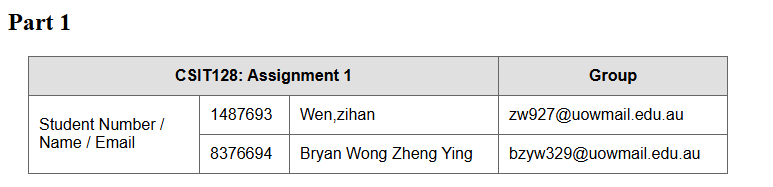 Part 1
CSIT128: Assignment 1 Group
Student Number /
Name / Email
1487693 Wen,zihan zw927@uowmail.edu.au
8376694 Bryan Wong Zheng Ying bzyw329@uowmail.edu.au